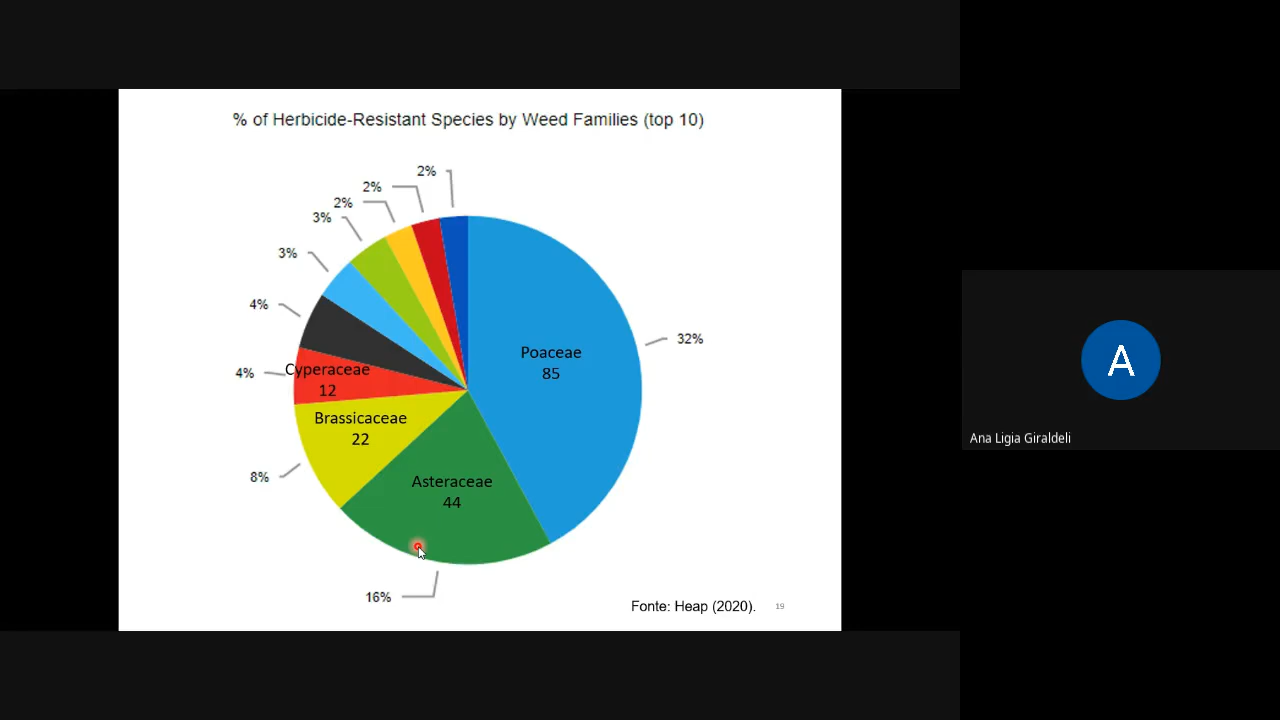 % of Herbicide-Resistant Species by Weed Families (top 10)
2%
2%
2%
3%
3%
4%
4%
8%
16%
32%
Poaceae
85
Cyperaceae
12
Brassicaceae
22
Asteraceae
44
Fonte: Heap (2020).
19
A
Ana Ligia Giraldeli